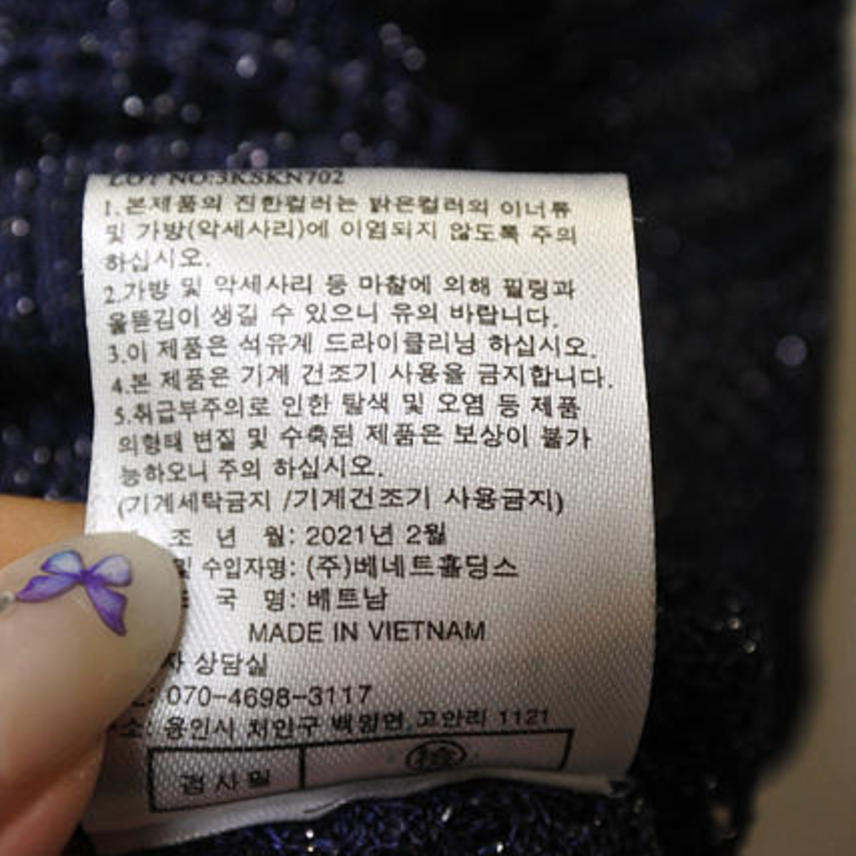 LOT NO:3KSKN702
1.본제품의 진한컬러는 밝은컬러의 이너류
및 가방(악세사리)에 이염되지 않도록 주의
하십시오.
2.가방 및 악세사리 등 마찰에 의해 필링과
올뜯김이 생길 수 있으니 유의 바랍니다.
3.이 제품은 석유계 드라이클리닝 하십시오.
4.본 제품은 기계 건조기 사용을 금지합니다.
5.취급부주의로 인한 탈색 및 오염 등 제품
의형태 변질 및 수축된 제품은 보상이 불가
능하오니 주의 하십시오.
(기계세탁금지 /기계건조기 사용금지)
조 년 월: 2021년 2월
및 수입자명: (주)베네트홀딩스
국 명: 베트남
MADE IN VIETNAM
자 상담실
: 070-4698-3117
소: 용인시 처인구 백암면 고안리 1121
검사필 檢